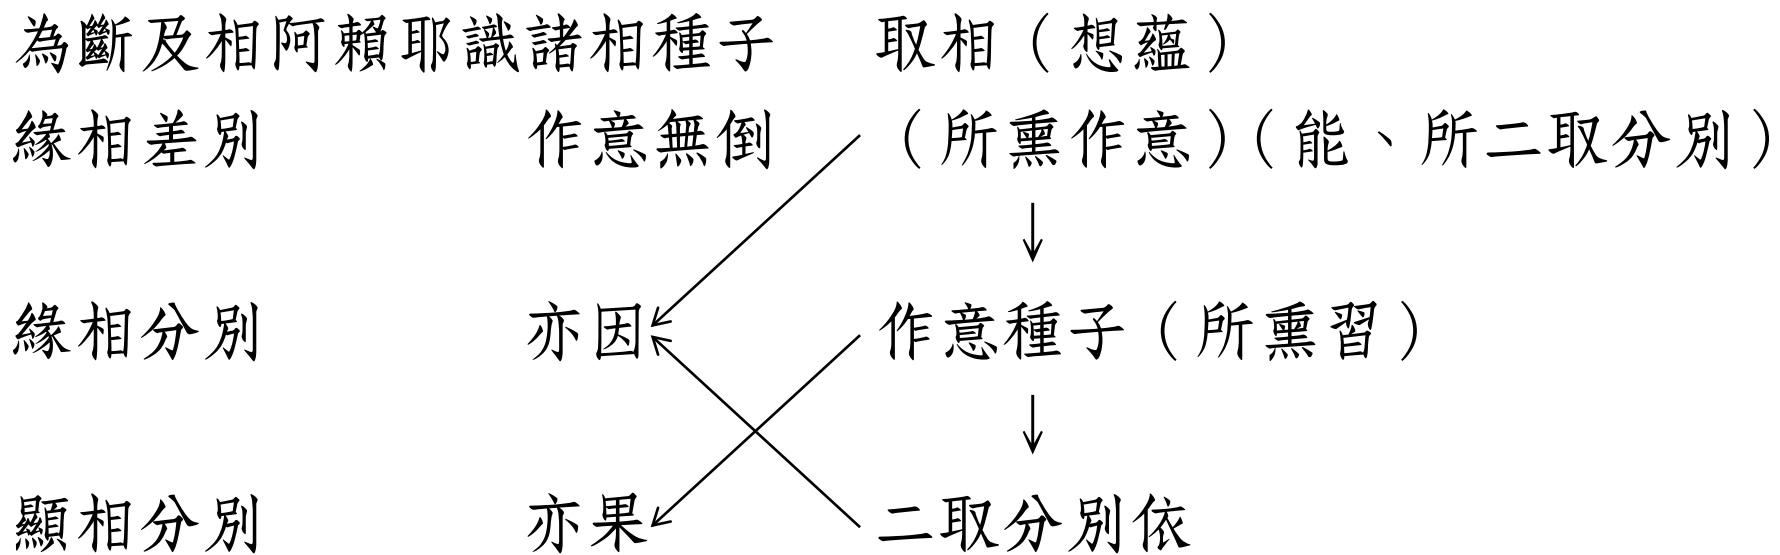 為斷及相阿賴耶識諸相種子 取相（想蘊）
緣相差別 作意無倒 （所熏作意）（能、所二取分別）
↓
緣相分別 亦因 作意種子（所熏習）
↓
顯相分別 亦果 二取分別依